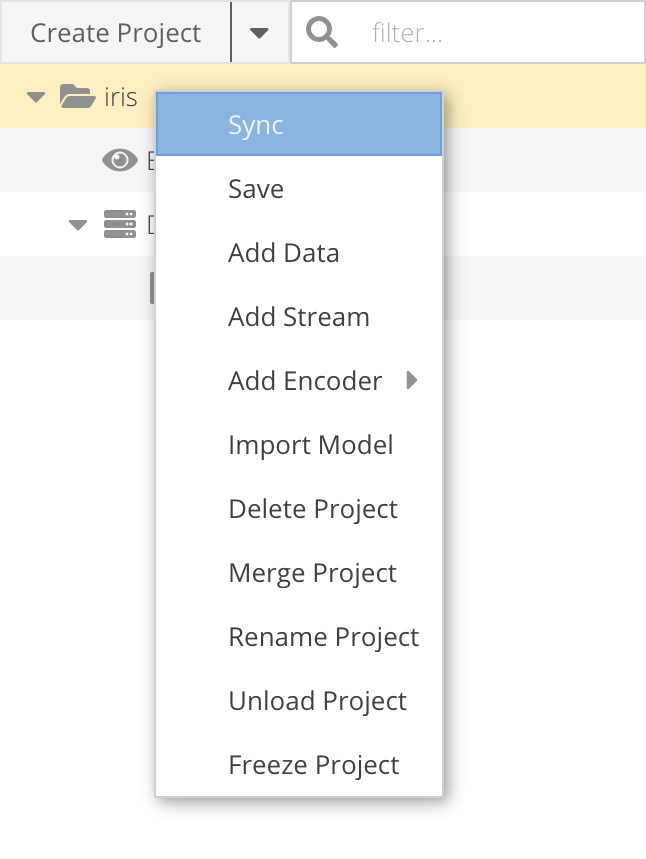 Create Project
filter...
iris
Sync
Save
Add Data
Add Stream
Add Encoder
Import Model
Delete Project
Merge Project
Rename Project
Unload Project
Freeze Project